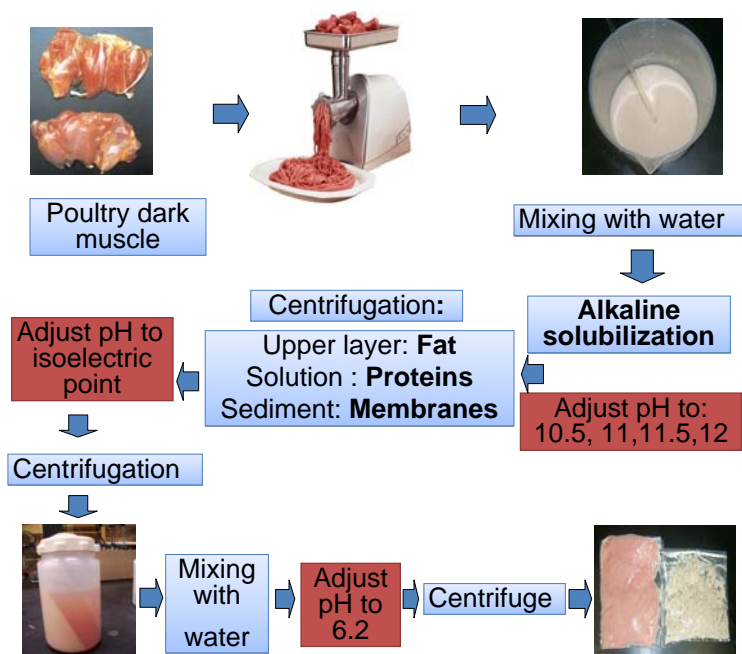 Poultry dark
muscle
Mixing with water
Alkaline
solubilization
Adjust pH to:
10.5, 11,11.5,12
Centrifugation:
Upper layer: Fat
Solution : Proteins
Sediment: Membranes
Adjust pH to
isoelectric
point
Centrifugation
Mixing
with
water
Adjust
pH to
6.2
Centrifuge